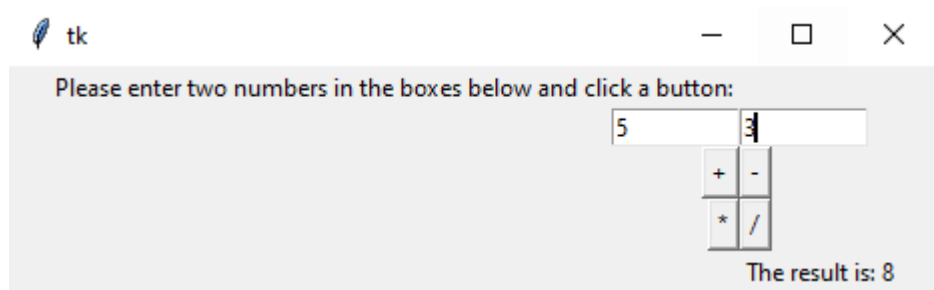 tk
Please enter two numbers in the boxes below and click a button:
5 3
+ -
* /
The result is: 8